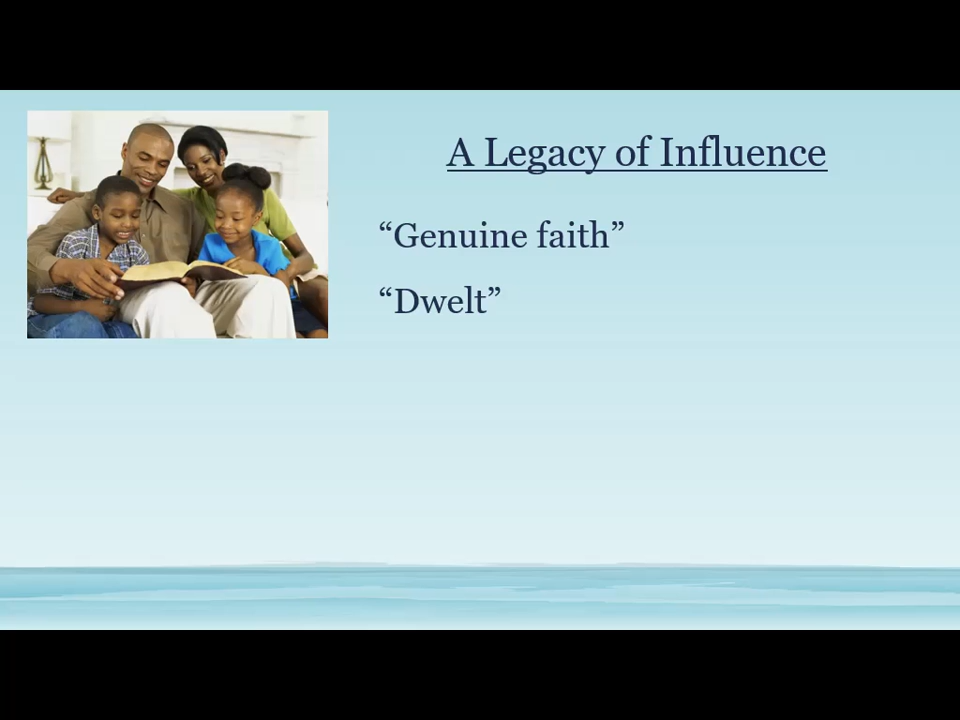 A Legacy of Influence
“Genuine faith”
“Dwelt”